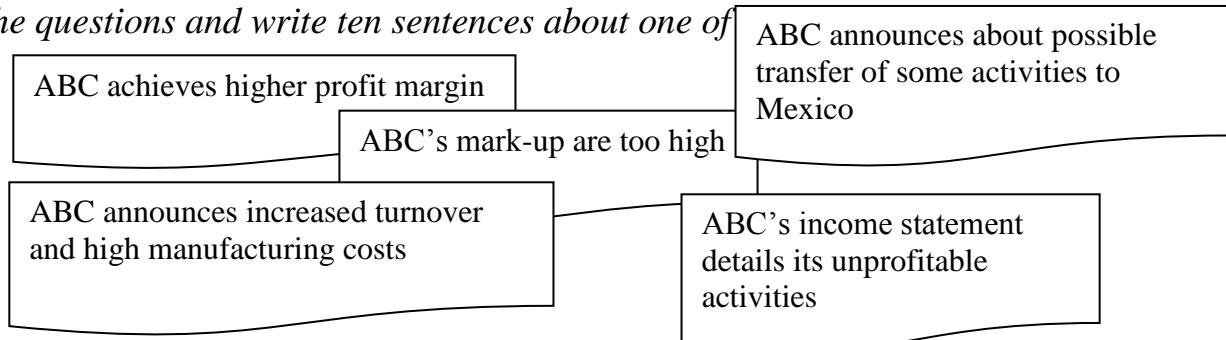 he questions and write ten sentences about one of
ABC announces about possible
transfer of some activities to
Mexico
ABC achieves higher profit margin
ABC’s mark-up are too high
ABC announces increased turnover
and high manufacturing costs
ABC’s income statement
details its unprofitable
activities